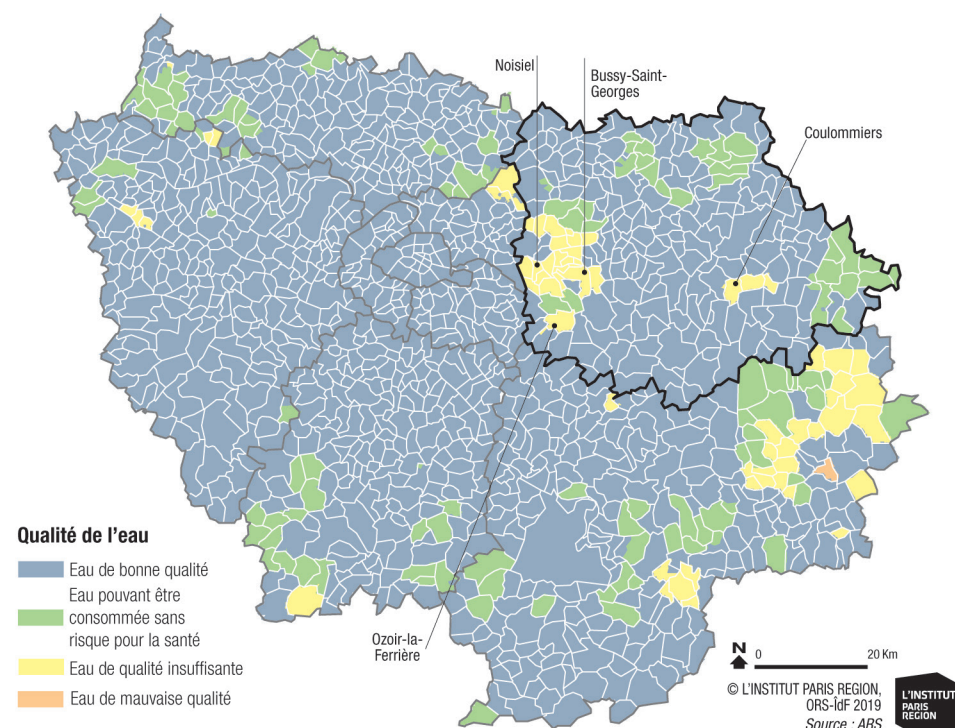 Noisiel
Bussy-Saint-
Georges
Coulommiers
Qualité de l'eau
Eau de bonne qualité
Eau pouvant être
consommée sans
risque pour la santé
Eau de qualité insuffisante
Eau de mauvaise qualité
Ozoir-la-
Ferrière
N
0 20 Km
© L'INSTITUT PARIS REGION,
ORS-ÎdF 2019
Source : ARS
L'INSTITUT
PARIS
REGION